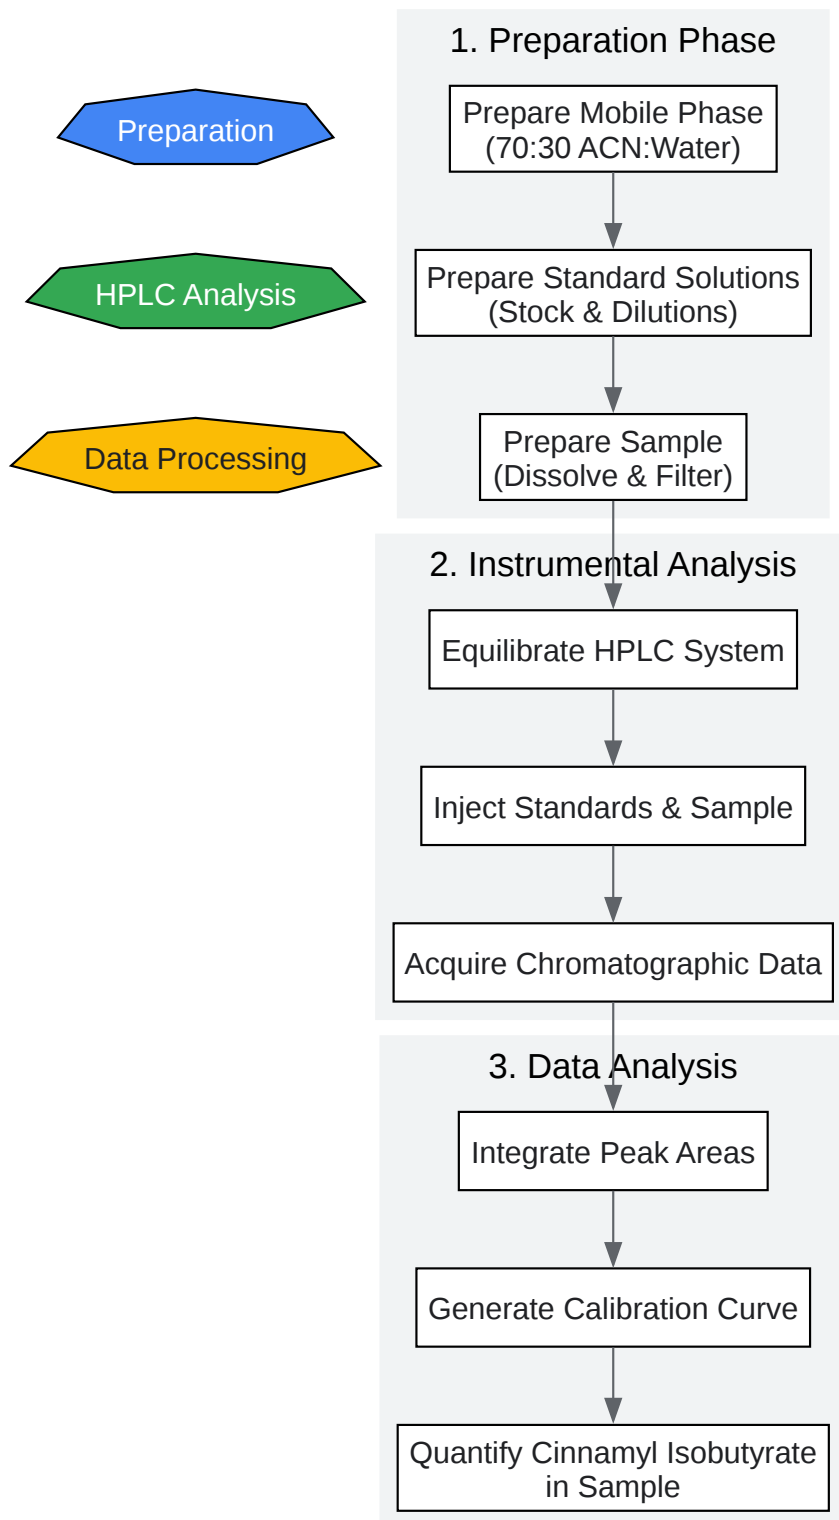 Preparation
HPLC Analysis
Data Processing
1. Preparation Phase
Prepare Mobile Phase
(70:30 ACN:Water)
Prepare Standard Solutions
(Stock & Dilutions)
Prepare Sample
(Dissolve & Filter)
2. Instrumental Analysis
Equilibrate HPLC System
Inject Standards & Sample
Acquire Chromatographic Data
3. Data Analysis
Integrate Peak Areas
Generate Calibration Curve
Quantify Cinnamyl Isobutyrate
in Sample